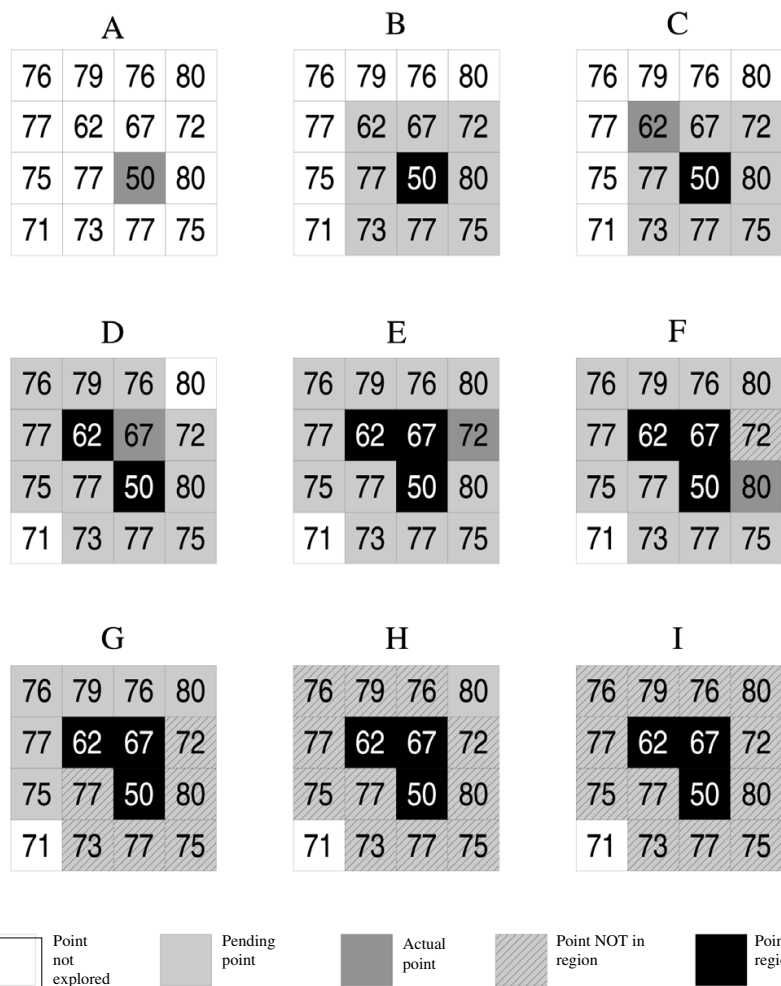 A B C
76 79 76 80 76 79 76 80 76 79 76 80
77 62 67 72 77 62 67 72 77 62 67 72
75 77 50 80 75 77 50 80 75 77 50 80
71 73 77 75 71 73 77 75 71 73 77 75
D E F
76 79 76 80 76 79 76 80 76 79 76 80
77 62 67 72 77 62 67 72 77 62 67 72
75 77 50 80 75 77 50 80 75 77 50 80
71 73 77 75 71 73 77 75 71 73 77 75
G H I
76 79 76 80 76 79 76 80 76 79 76 80
77 62 67 72 77 62 67 72 77 62 67 72
75 77 50 80 75 77 50 80 75 77 50 80
71 73 77 75 71 73 77 75 71 73 77 75
Point
not
explored
Pending
point
Actual
point
Point NOT in
region